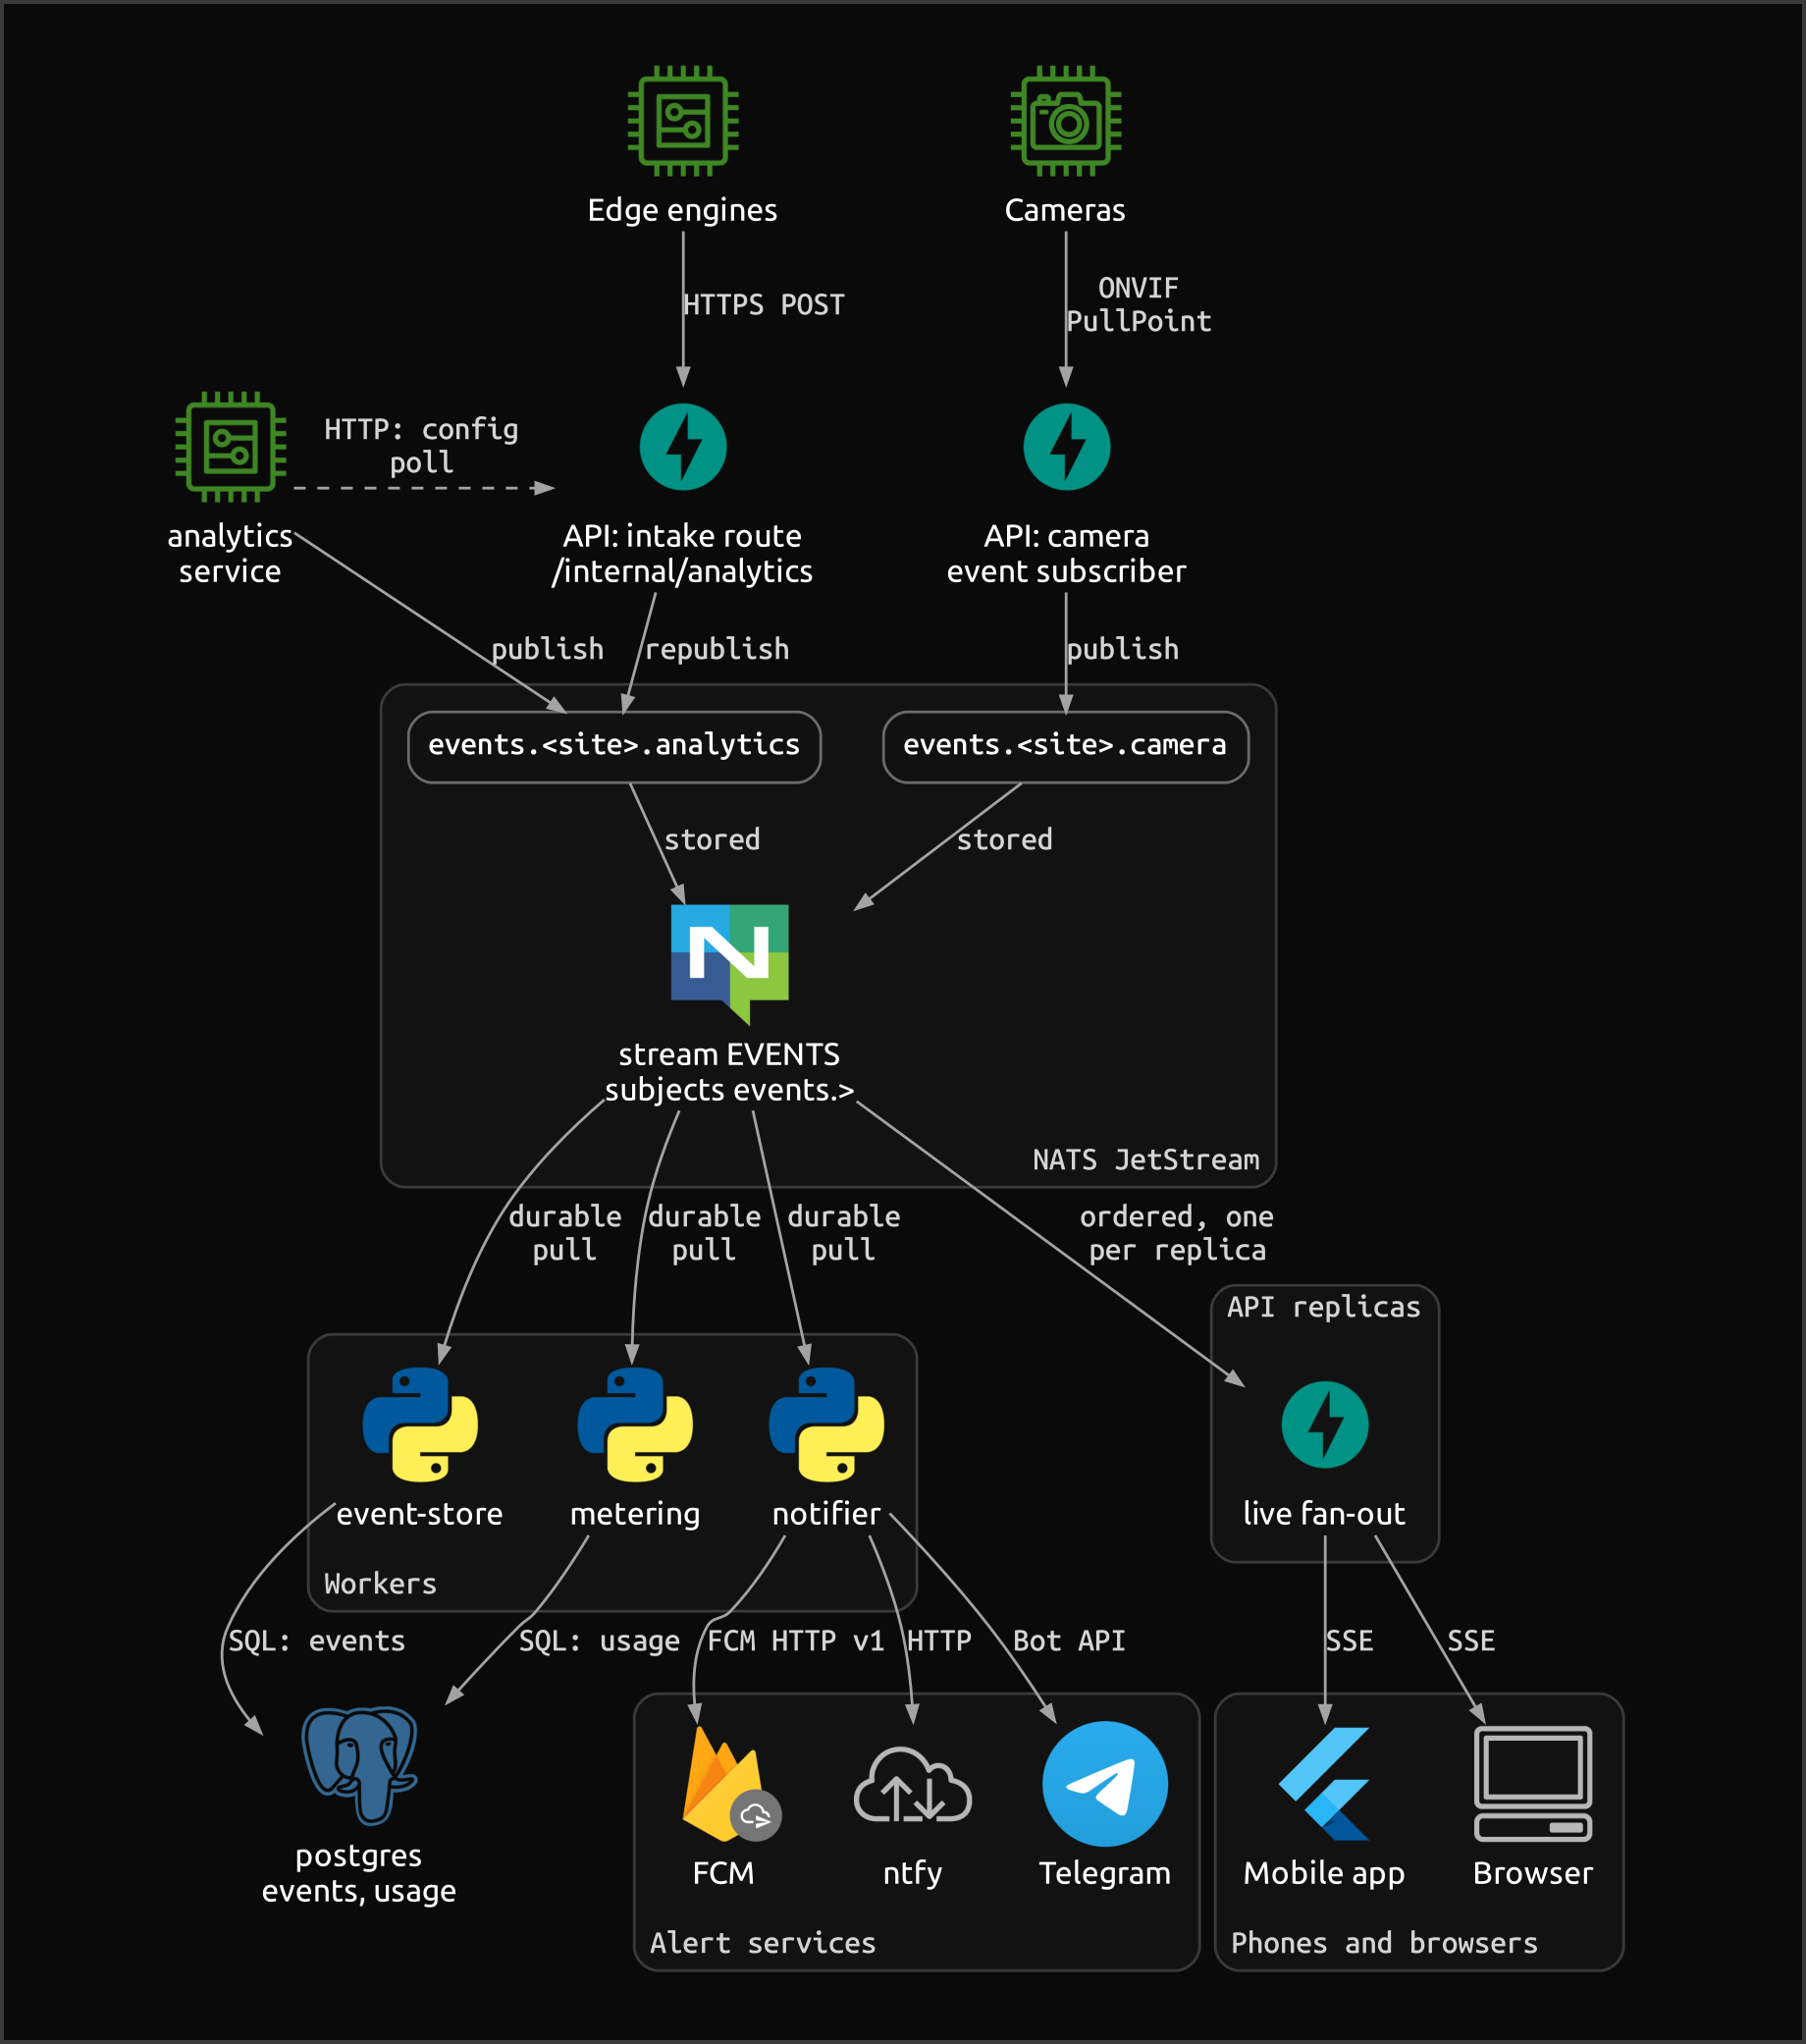 Edge engines
Cameras
HTTPS POST
ONVIF
PullPoint
HTTP: config
poll
analytics
service
API: intake route
/internal/analytics
API: camera
event subscriber
publish
republish
publish
events.<site>.analytics
events.<site>.camera
stored
stored
N
stream EVENTS
subjects events.>
NATS JetStream
durable
pull
durable
pull
durable
pull
ordered, one
per replica
API replicas
event-store
metering
notifier
live fan-out
Workers
SQL: events
SQL: usage
FCM HTTP v1
HTTP
Bot API
SSE
SSE
postgres
events, usage
FCM
ntfy
Telegram
Mobile app
Browser
Alert services
Phones and browsers